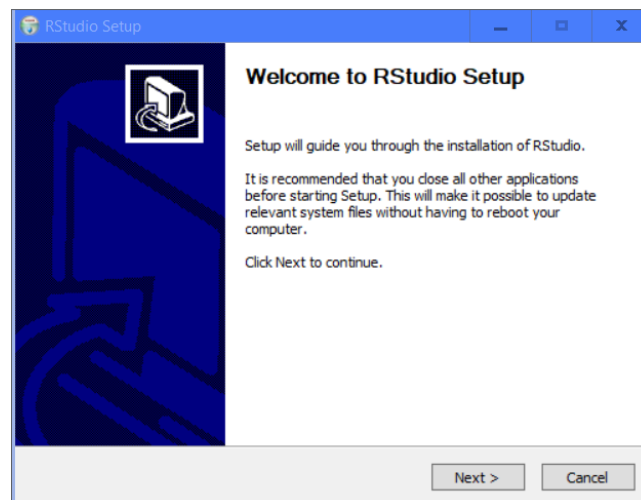 RStudio Setup
Welcome to RStudio Setup
Setup will guide you through the installation of RStudio.
It is recommended that you close all other applications
before starting Setup. This will make it possible to update
relevant system files without having to reboot your
computer.
Click Next to continue.
Next >
Cancel